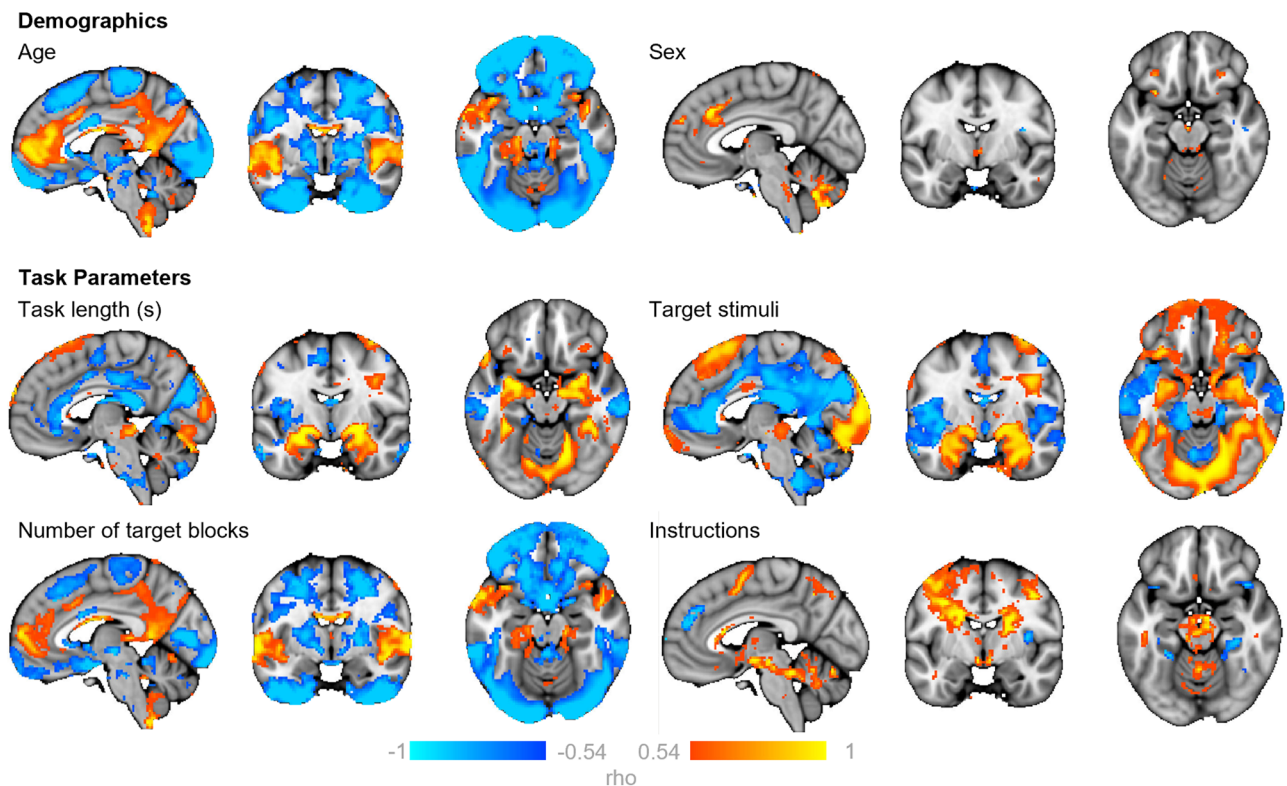 Demographics
Age
Sex
Task Parameters
Task length (s)
Target stimuli
Number of target blocks
Instructions
-1 -0.54 0.54 1
rho